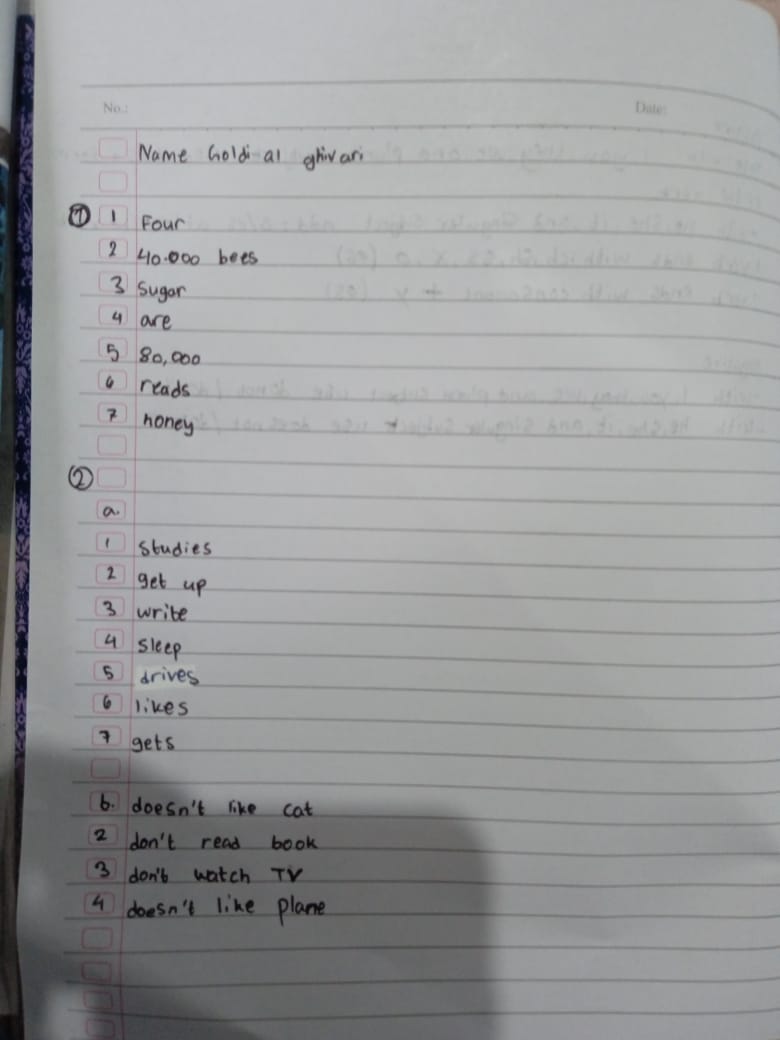 No.: Date:
Name Goldi al ghivari
① 1 Four
2 40.000 bees
3 Sugar
4 are
5 80,000
6 reads
7 honey
②
a.
1 studies
2 get up
3 write
4 sleep
5 drives
6 likes
7 gets
b. doesn't like cat
2 don't read book
3 don't watch TV
4 doesn't like plane